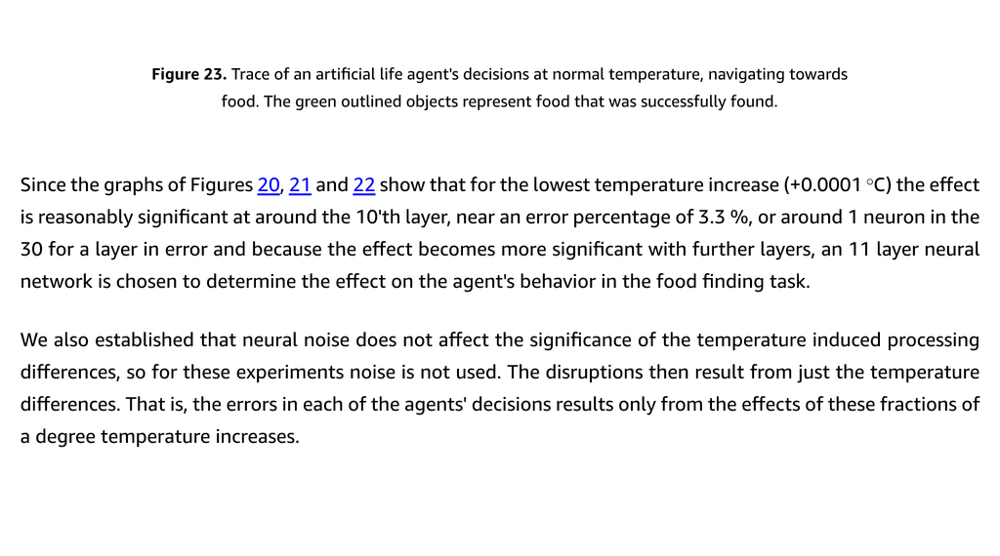 Figure 23. Trace of an artificial life agent's decisions at normal temperature, navigating towards
food. The green outlined objects represent food that was successfully found.
Since the graphs of Figures 20, 21 and 22 show that for the lowest temperature increase (+0.0001 °C) the effect
is reasonably significant at around the 10'th layer, near an error percentage of 3.3 %, or around 1 neuron in the
30 for a layer in error and because the effect becomes more significant with further layers, an 11 layer neural
network is chosen to determine the effect on the agent's behavior in the food finding task.
We also established that neural noise does not affect the significance of the temperature induced processing
differences, so for these experiments noise is not used. The disruptions then result from just the temperature
differences. That is, the errors in each of the agents' decisions results only from the effects of these fractions of
a degree temperature increases.